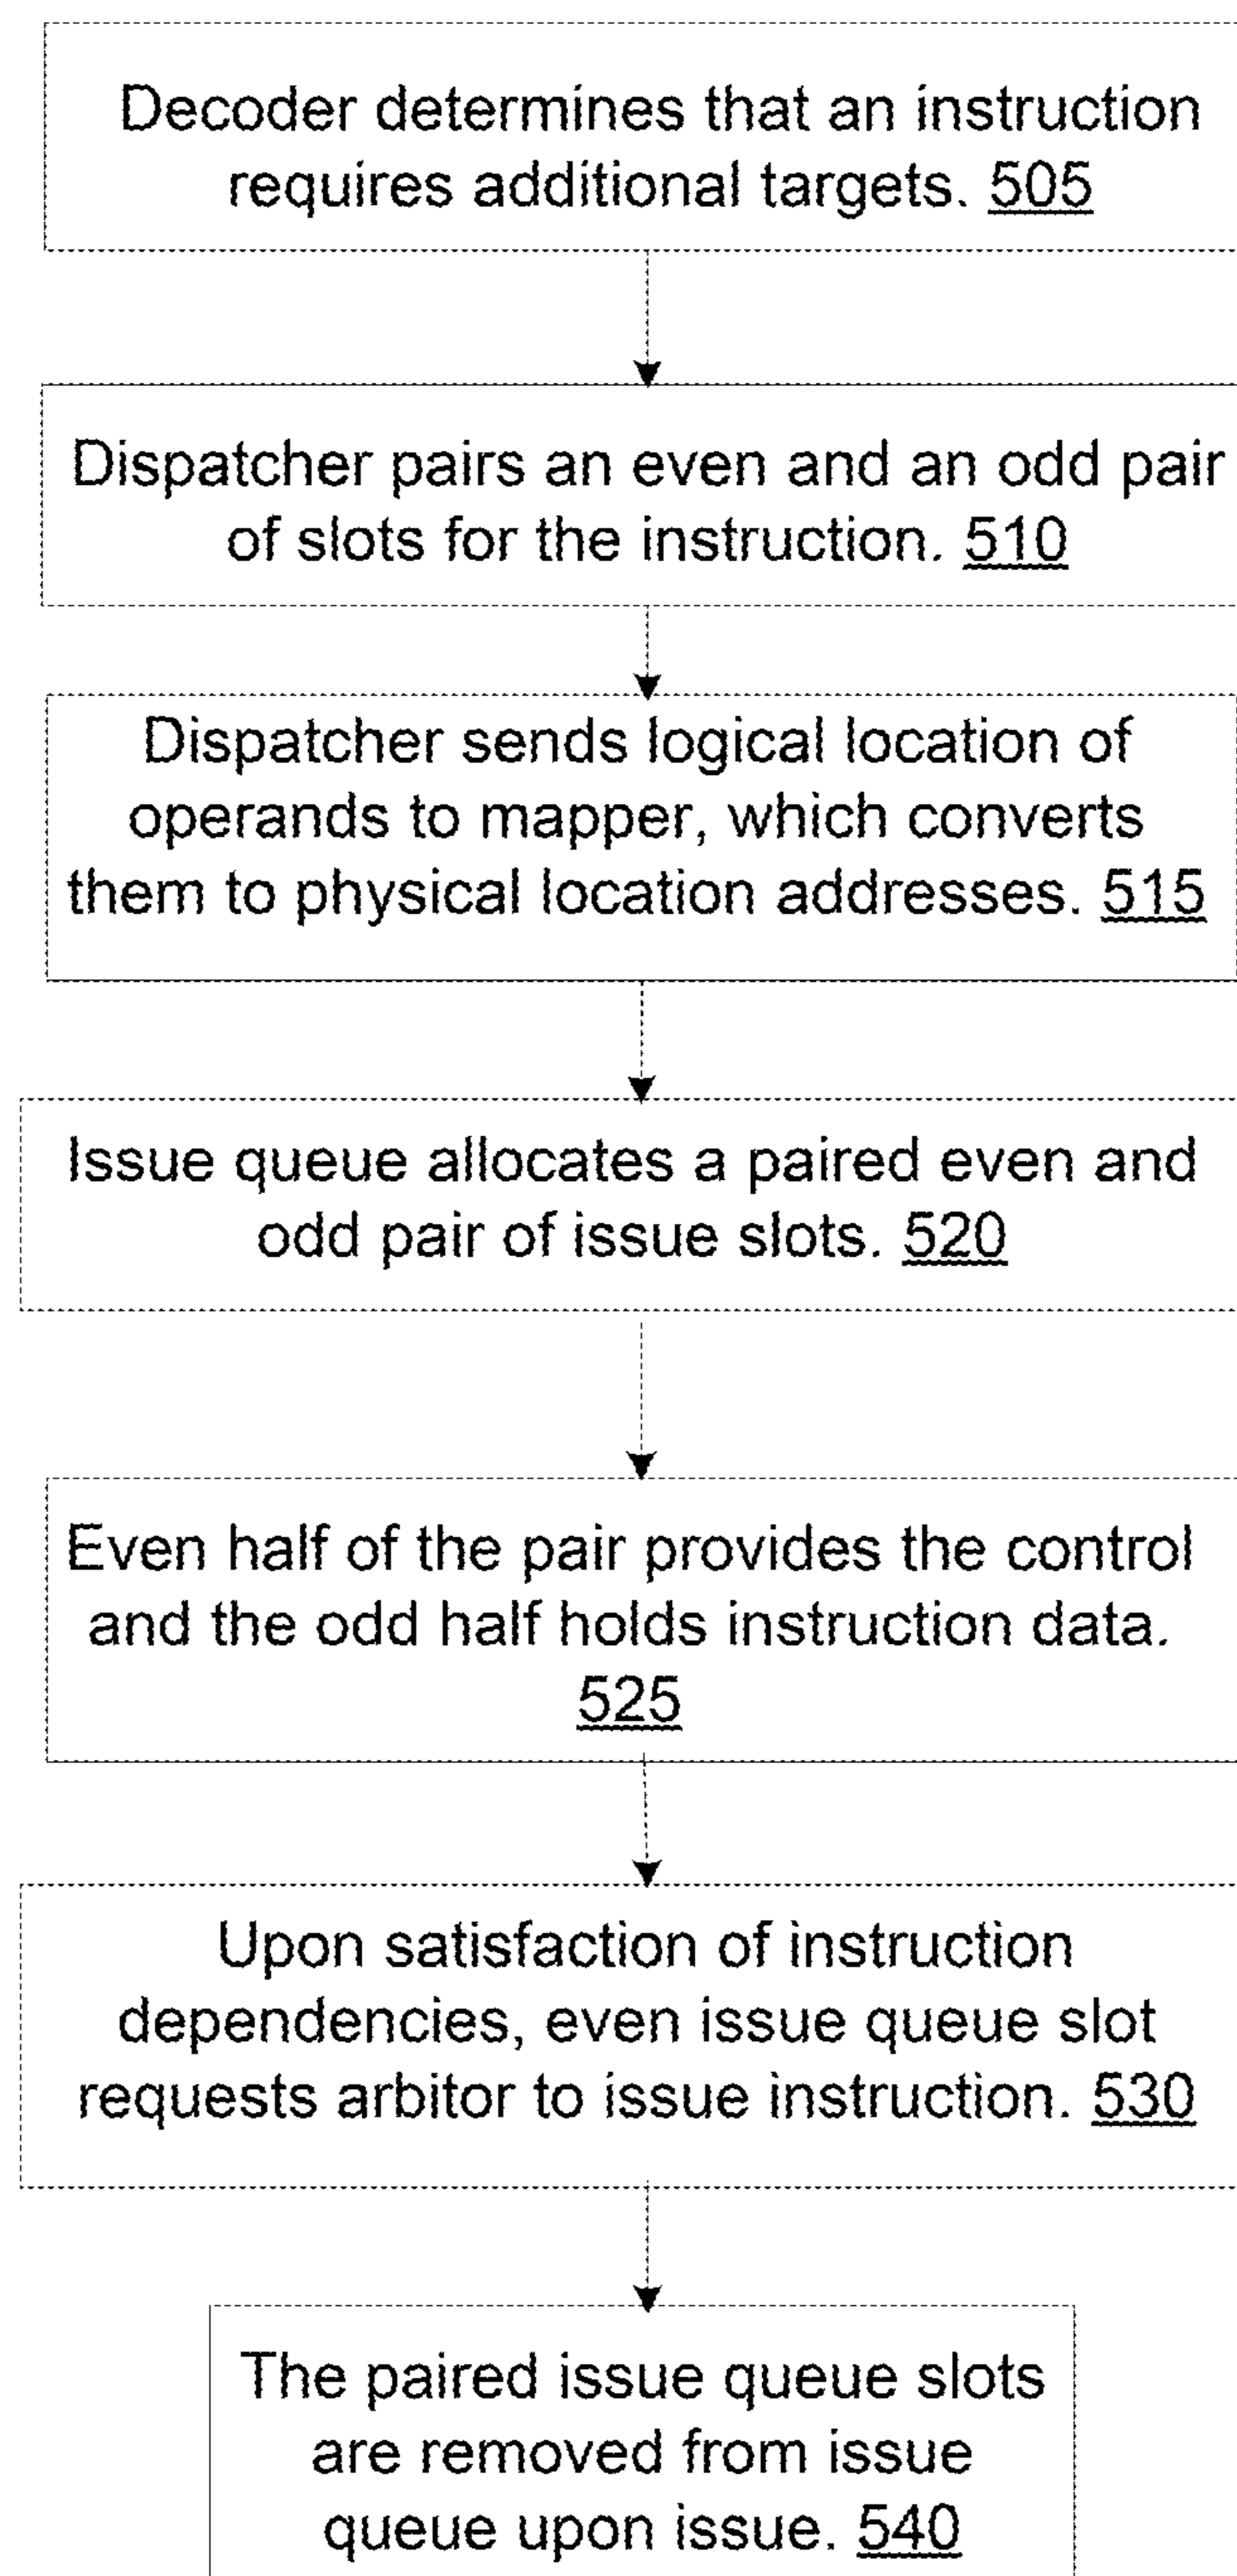 Decoder determines that an instruction
requires additional targets. 505
Dispatcher pairs an even and an odd pair
of slots for the instruction. 510
Dispatcher sends logical location of
operands to mapper, which converts
them to physical location addresses. 515
Issue queue allocates a paired even and
odd pair of issue slots. 520
Even half of the pair provides the control
and the odd half holds instruction data.
525
Upon satisfaction of instruction
dependencies, even issue queue slot
requests arbitor to issue instruction. 530
The paired issue queue slots
are removed from issue
queue upon issue. 540